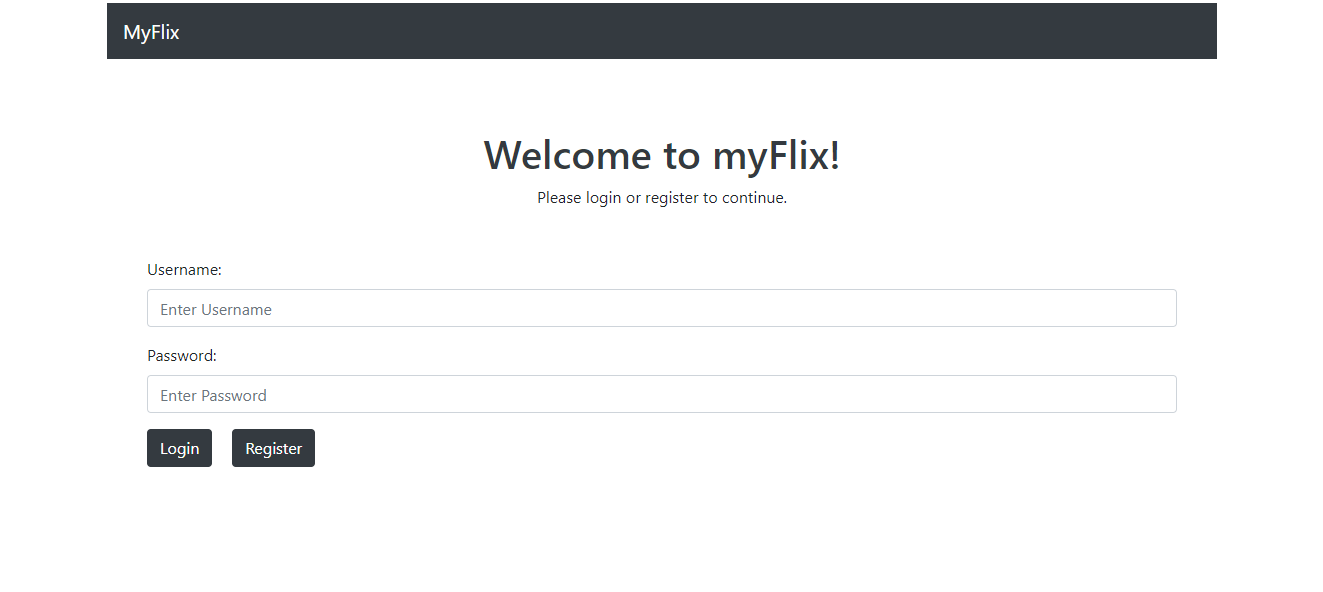 MyFlix
Welcome to myFlix!
Please login or register to continue.
Username:
Enter Username
Password:
Enter Password
Login Register